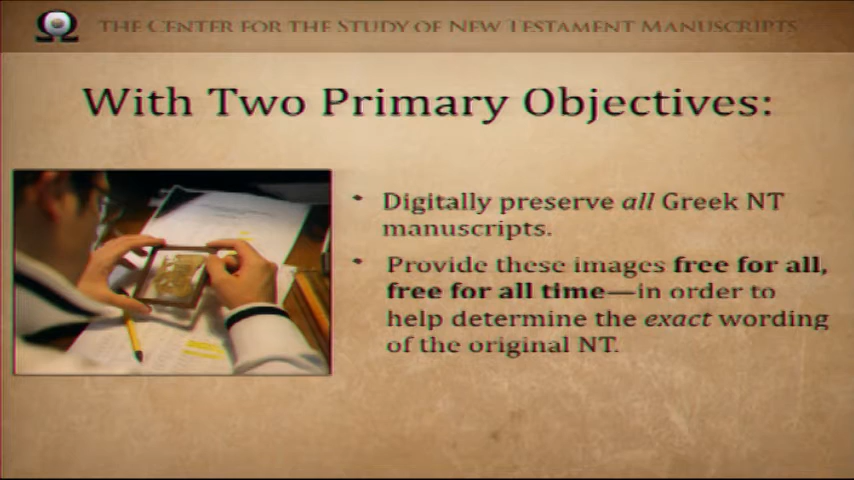 THE CENTER FOR THE STUDY OF NEW TESTAMENT MANUSCRIPTS
With Two Primary Objectives:
• Digitally preserve all Greek NT
manuscripts.
• Provide these images free for all,
free for all time—in order to
help determine the exact wording
of the original NT.